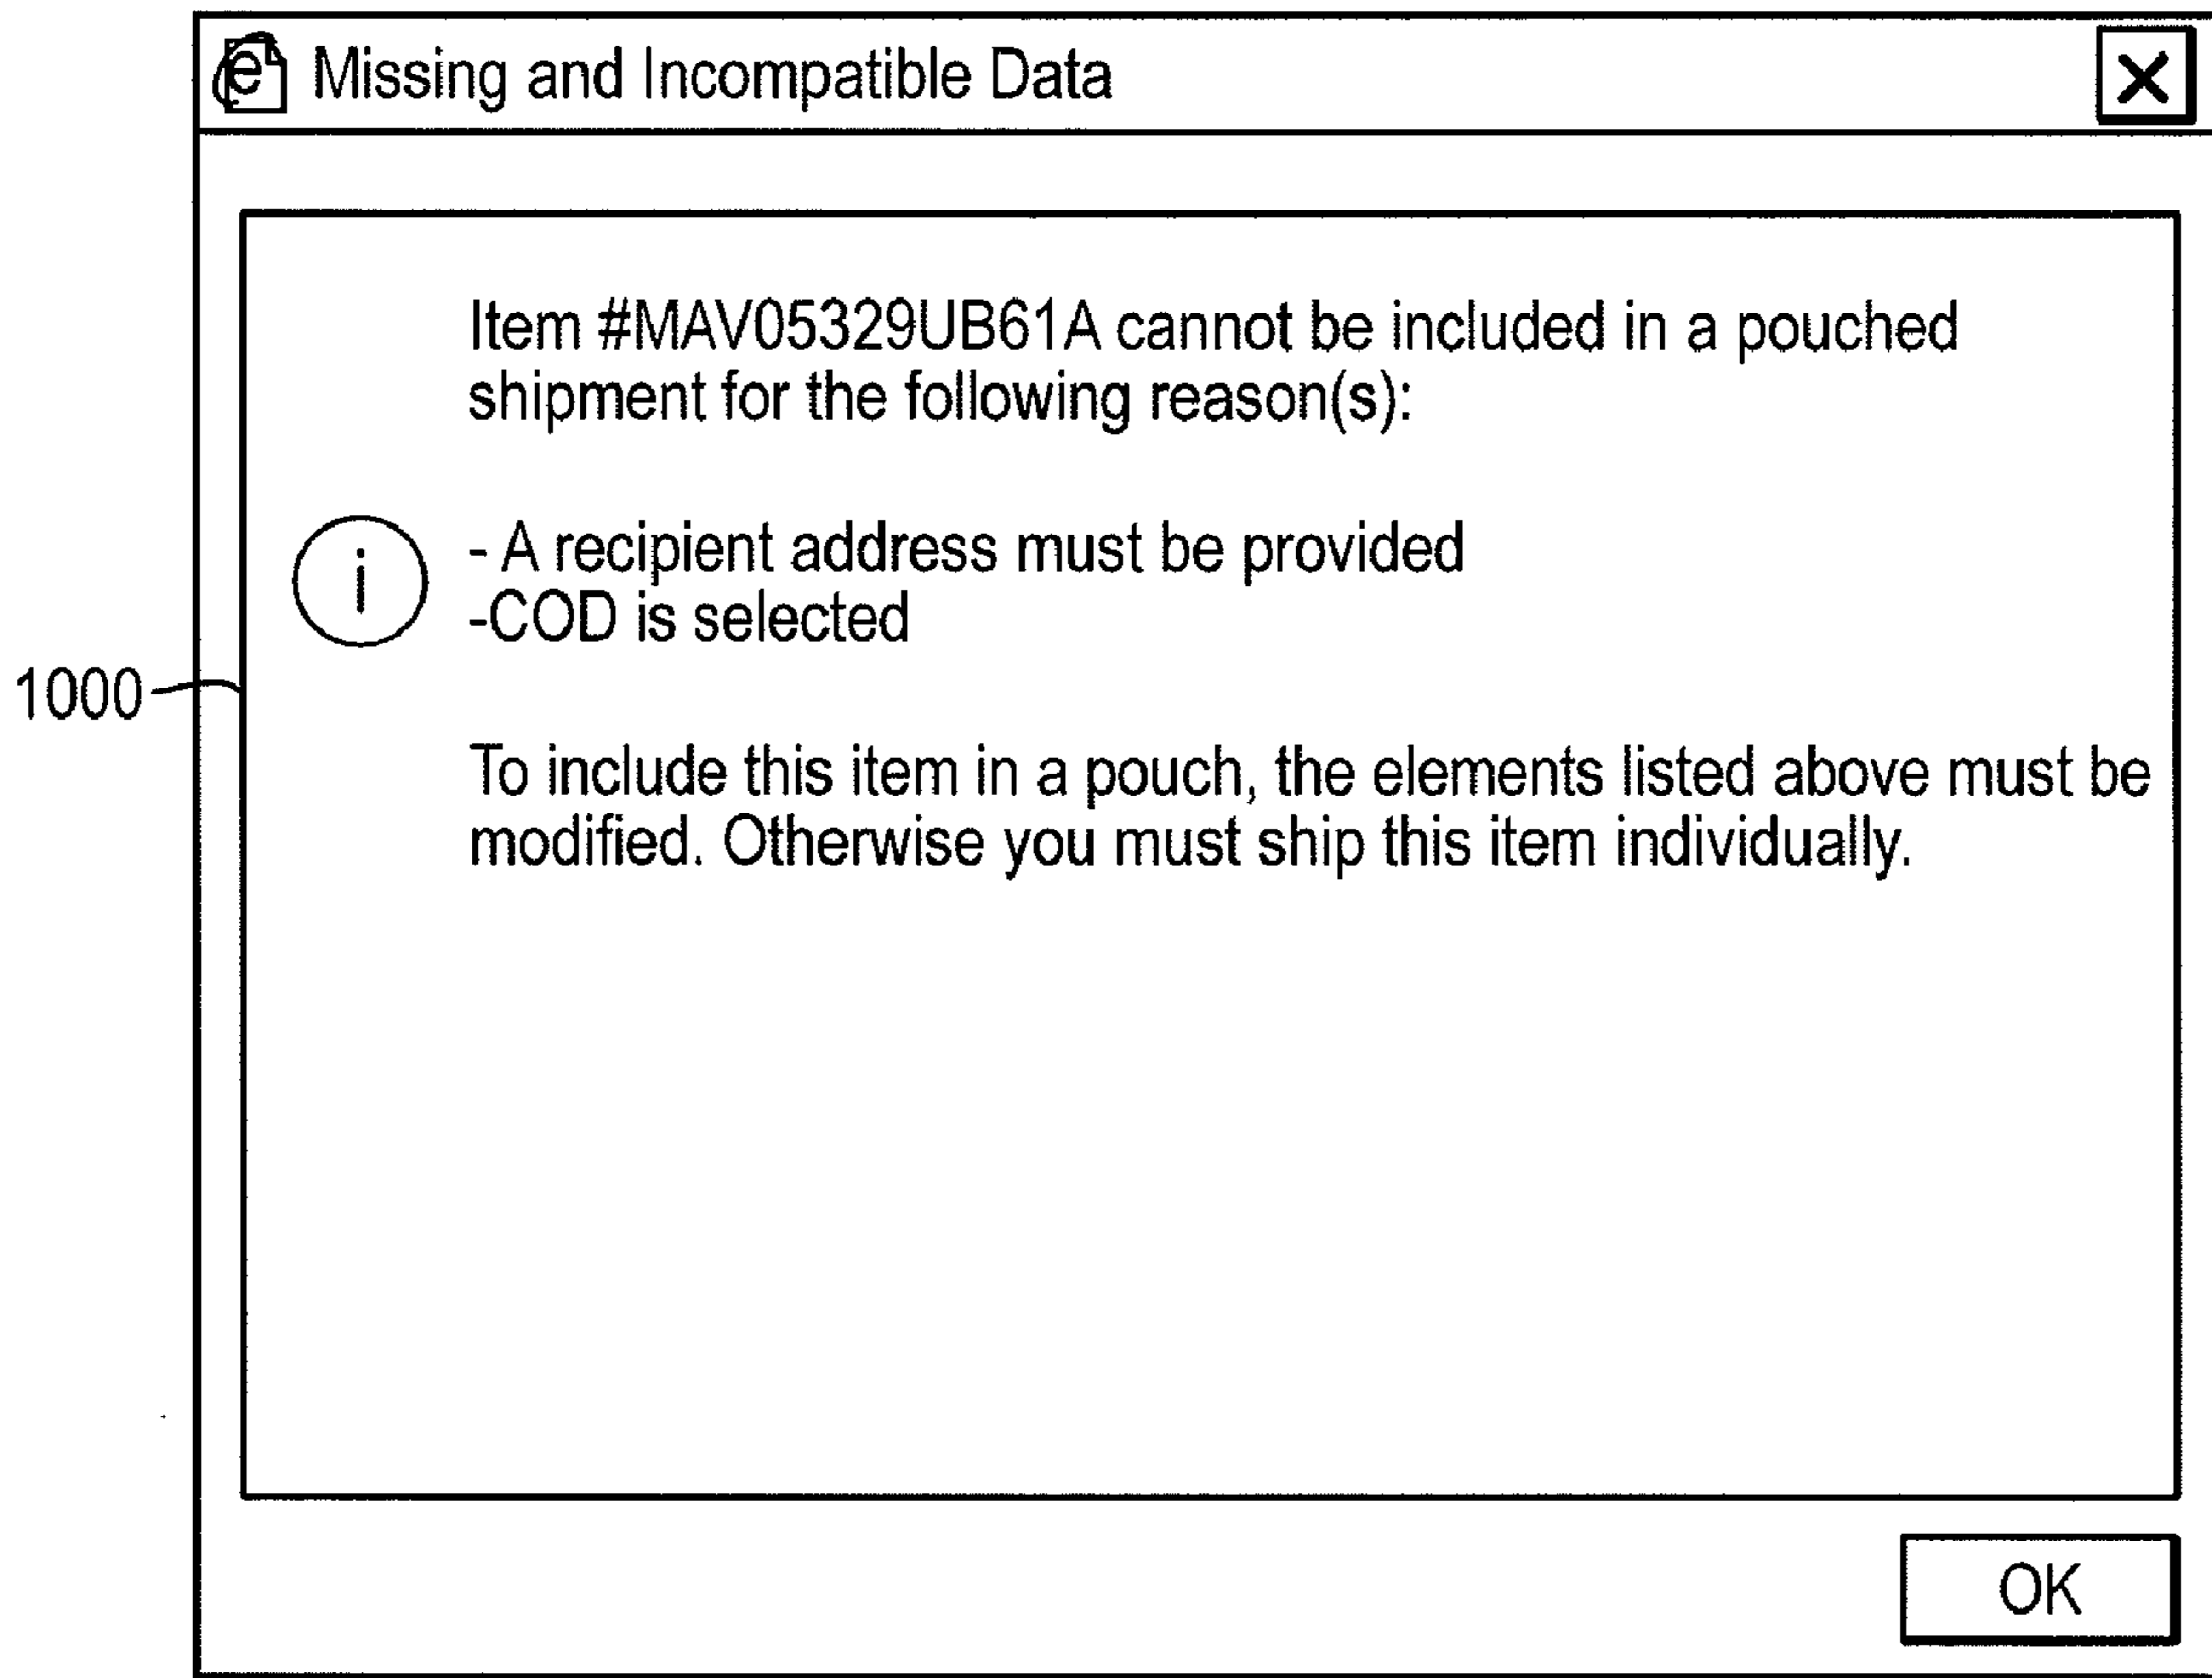 Missing and Incompatible Data
X
Item #MAV05329UB61A cannot be included in a pouched
shipment for the following reason(s):
i
- A recipient address must be provided
-COD is selected
1000
To include this item in a pouch, the elements listed above must be
modified. Otherwise you must ship this item individually.
OK